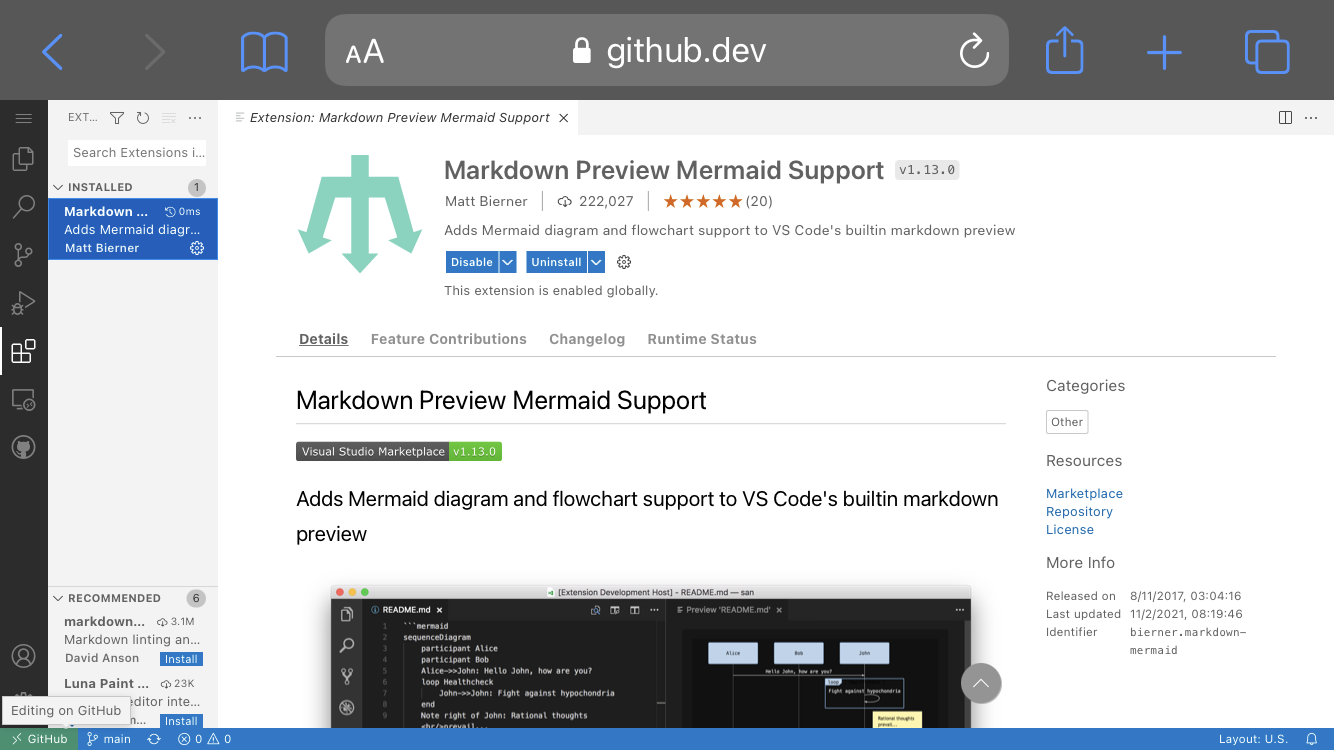 AA
github.dev
EXT...
Extension: Markdown Preview Mermaid Support
Search Extensions i...
INSTALLED 1
Markdown ... 0ms
Adds Mermaid diagr...
Matt Bierner
Markdown Preview Mermaid Support v1.13.0
Matt Bierner 222,027 (20)
Adds Mermaid diagram and flowchart support to VS Code's builtin markdown preview
Disable Uninstall
This extension is enabled globally.
Details Feature Contributions Changelog Runtime Status
Markdown Preview Mermaid Support
Visual Studio Marketplace v1.13.0
Adds Mermaid diagram and flowchart support to VS Code's builtin markdown
preview
Categories
Other
Resources
Marketplace
Repository
License
More Info
Released on 8/11/2017, 03:04:16
Last updated 11/2/2021, 08:19:46
Identifier bierner.markdown-
mermaid
[Extension Development Host] - README.md — san
README.md
Preview 'README.md'
1 ```mermaid
2 sequenceDiagram
3 participant Alice
4 participant Bob
5 Alice->>John: Hello John, how are you?
6 loop Healthcheck
7 John->>John: Fight against hypochondria
8 end
9 Note right of John: Rational thoughts
<br/>prevail...
Alice Bob John
Hello John, how are you?
loop
Fight against hypochondria
Rational thoughts
prevail...
RECOMMENDED 6
markdown... 3.1M
Markdown linting an...
David Anson Install
Luna Paint ... 23K
editor inte...
m... Install
Editing on GitHub
GitHub main 0 0 Layout: U.S.